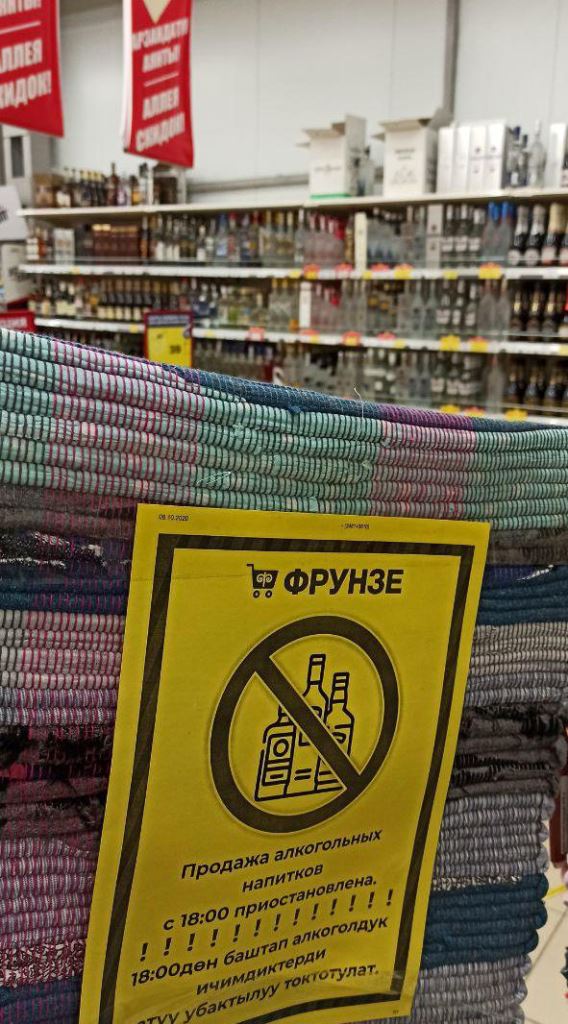 АЛЛЕЯ
СКИДОК!
АРЗАНДАТУУ
АЛЛЕЯ
СКИДОК!
08.10.2020
ФРУНЗЕ
Продажа алкогольных
напитков
с 18:00 приостановлена.
! ! ! ! ! ! ! ! ! ! ! ! !
18:00дөн баштап алкоголдук
ичимдиктерди
убактылуу токтотулат.